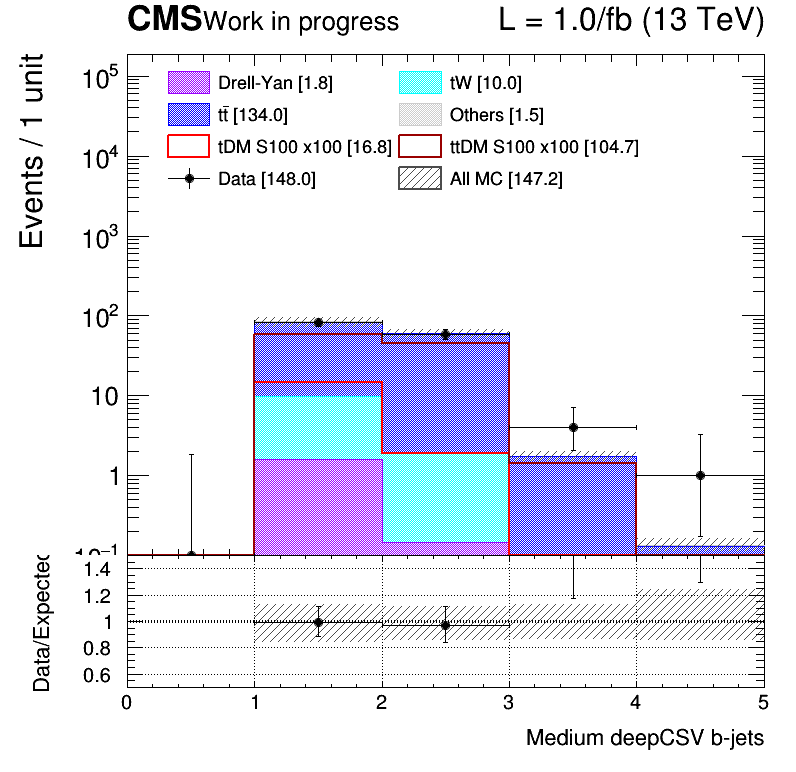 CMS Work in progress L = 1.0/fb (13 TeV)
Events / 1 unit
Drell-Yan [1.8] tW [10.0]
tt̄ [134.0] Others [1.5]
tDM S100 x100 [16.8] ttDM S100 x100 [104.7]
Data [148.0] All MC [147.2]
10⁵
10⁴
10³
10²
10
1
10⁻¹
Data/Expected
1.4
1.2
1
0.8
0.6
0 1 2 3 4 5
Medium deepCSV b-jets